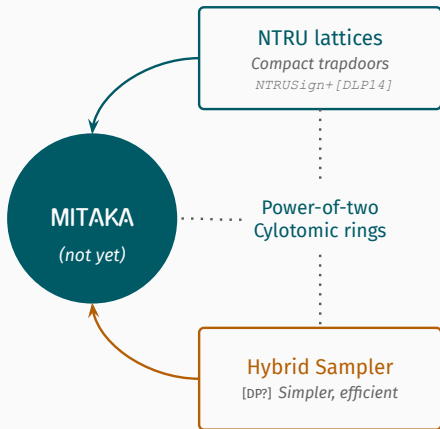 NTRU lattices
Compact trapdoors
NTRUSign+[DLP14]
MITAKA
(not yet)
Power-of-two
Cylotomic rings
Hybrid Sampler
[DP?] Simpler, efficient